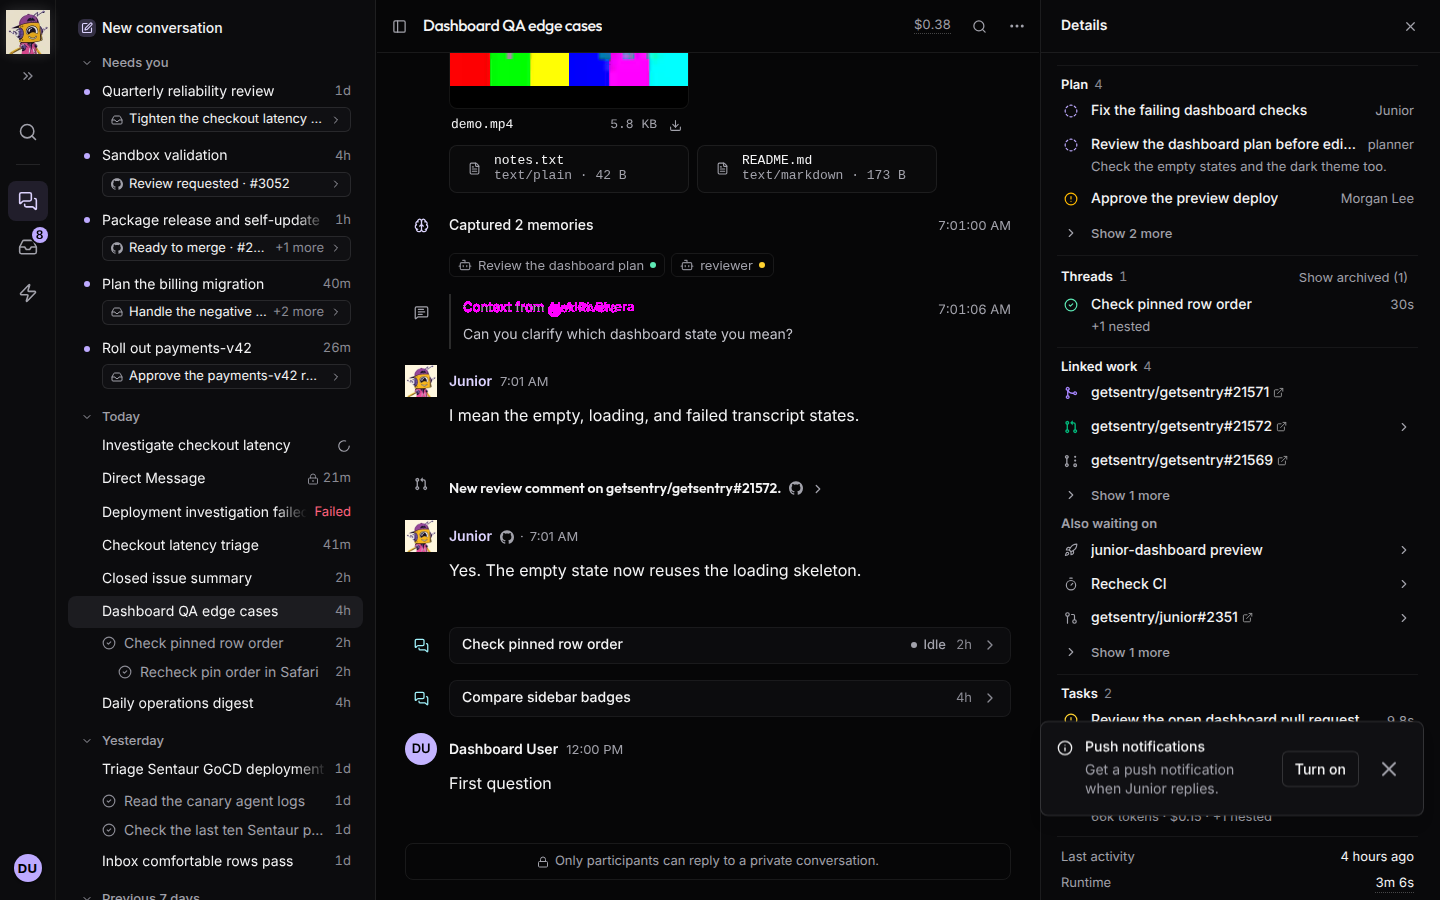 New conversation
Needs you
Quarterly reliability review 1d
Tighten the checkout latency ...
Sandbox validation 4h
Review requested · #3052
Package release and self-update 1h
Ready to merge · #2... +1 more
Plan the billing migration 40m
Handle the negative ... +2 more
Roll out payments-v42 26m
Approve the payments-v42 r...
Today
Investigate checkout latency
Direct Message 21m
Deployment investigation failed Failed
Checkout latency triage 41m
Closed issue summary 2h
Dashboard QA edge cases 4h
Check pinned row order 2h
Recheck pin order in Safari 2h
Daily operations digest 4h
Yesterday
Triage Sentaur GoCD deployment 1d
Read the canary agent logs 1d
Check the last ten Sentaur p... 1d
Inbox comfortable rows pass 1d
Previous 7 days
8
DU
Dashboard QA edge cases $0.38
demo.mp4 5.8 KB
notes.txt
text/plain · 42 B
README.md
text/markdown · 173 B
Captured 2 memories 7:01:00 AM
Review the dashboard plan
reviewer
Context from
7:01:06 AM
Can you clarify which dashboard state you mean?
Junior 7:01 AM
I mean the empty, loading, and failed transcript states.
New review comment on getsentry/getsentry#21572.
Junior · 7:01 AM
Yes. The empty state now reuses the loading skeleton.
Check pinned row order Idle 2h
Compare sidebar badges 4h
DU Dashboard User 12:00 PM
First question
Only participants can reply to a private conversation.
Details
Plan 4
Fix the failing dashboard checks Junior
Review the dashboard plan before edi... planner
Check the empty states and the dark theme too.
Approve the preview deploy Morgan Lee
Show 2 more
Threads 1 Show archived (1)
Check pinned row order 30s
+1 nested
Linked work 4
getsentry/getsentry#21571
getsentry/getsentry#21572
getsentry/getsentry#21569
Show 1 more
Also waiting on
junior-dashboard preview
Recheck CI
getsentry/junior#2351
Show 1 more
Tasks 2
Review the open dashboard pull request 9.8s
Push notifications
Get a push notification
when Junior replies.
Turn on
66k tokens · $0.15 · +1 nested
Last activity 4 hours ago
Runtime 3m 6s